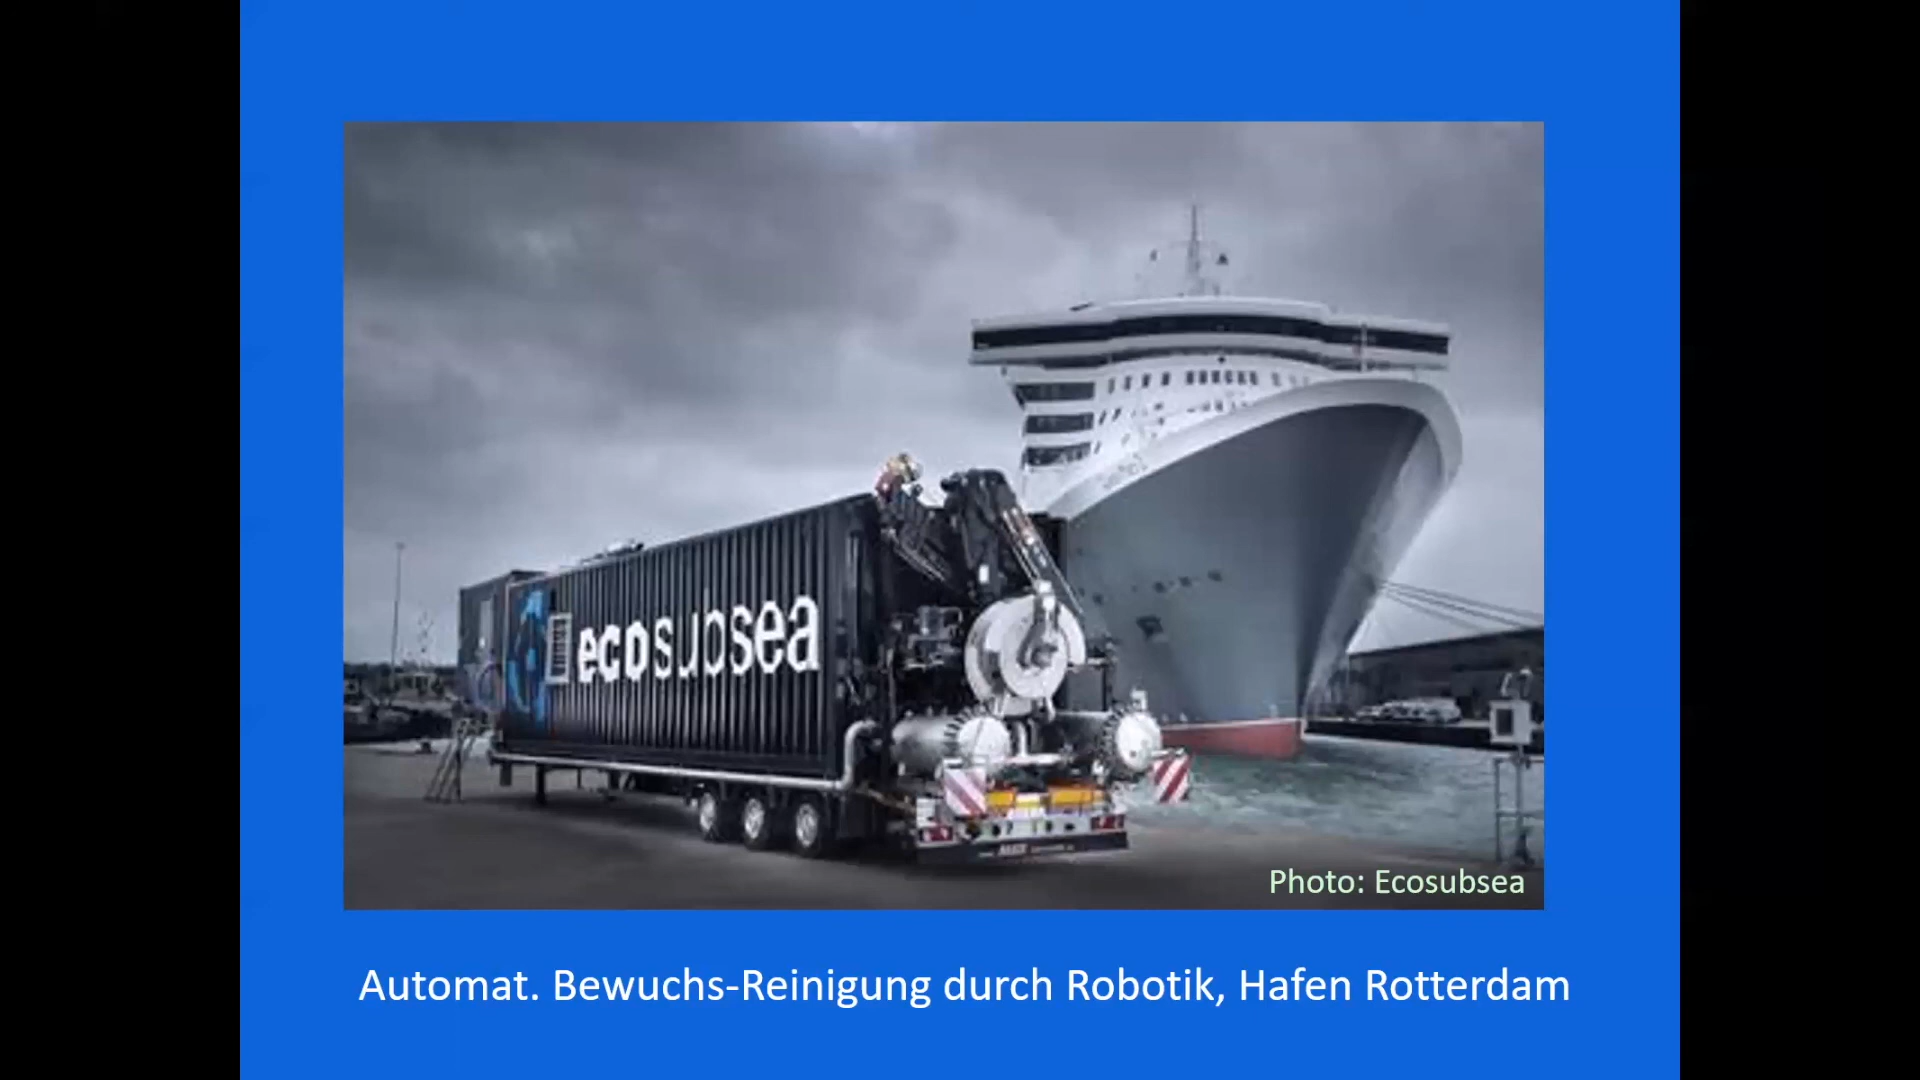 ecosubsea
Photo: Ecosubsea
Automat. Bewuchs-Reinigung durch Robotik, Hafen Rotterdam